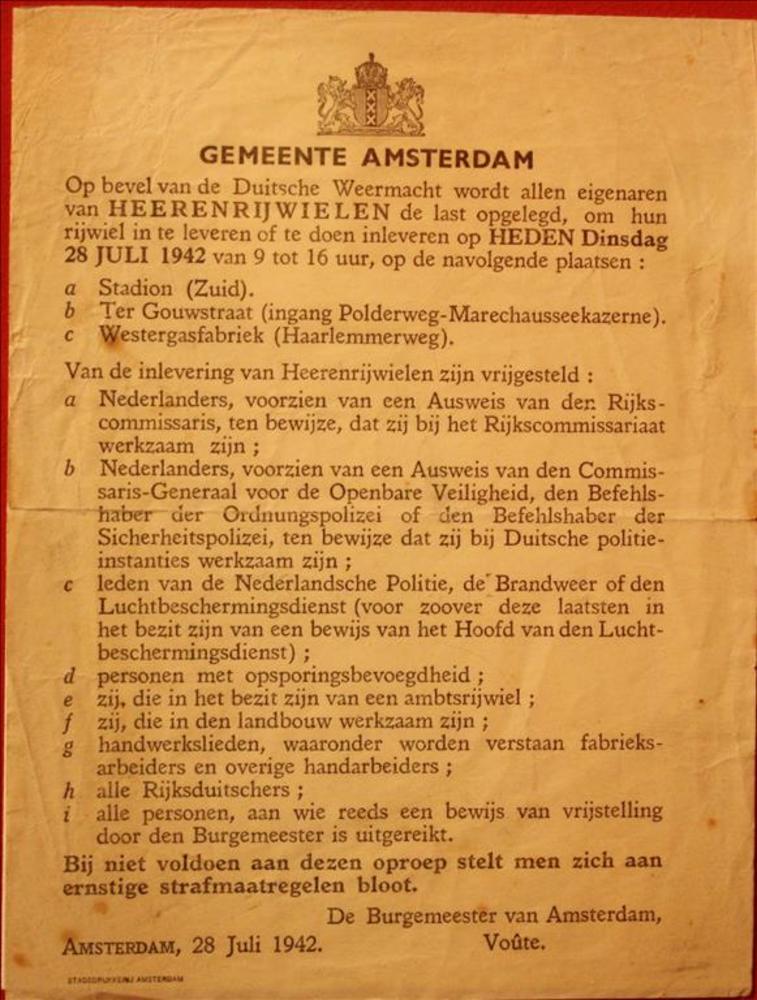 GEMEENTE AMSTERDAM
Op bevel van de Duitsche Weermacht wordt allen eigenaren
van HEERENRIJWIELEN de last opgelegd, om hun
rijwiel in te leveren of te doen inleveren op HEDEN Dinsdag
28 JULI 1942 van 9 tot 16 uur, op de navolgende plaatsen :
a Stadion (Zuid).
b Ter Gouwstraat (ingang Polderweg-Marechausseekazerne).
c Westergasfabriek (Haarlemmerweg).
Van de inlevering van Heerenrijwielen zijn vrijgesteld :
a Nederlanders, voorzien van een Ausweis van den Rijks-
commissaris, ten bewijze, dat zij bij het Rijkscommissariaat
werkzaam zijn ;
b Nederlanders, voorzien van een Ausweis van den Commis-
saris-Generaal voor de Openbare Veiligheid, den Befehls-
haber der Ordnungspolizei of den Befehlshaber der
Sicherheitspolizei, ten bewijze dat zij bij Duitsche politie-
instanties werkzaam zijn ;
c leden van de Nederlandsche Politie, de Brandweer of den
Luchtbeschermingsdienst (voor zoover deze laatsten in
het bezit zijn van een bewijs van het Hoofd van den Lucht-
beschermingsdienst) ;
d personen met opsporingsbevoegdheid ;
e zij, die in het bezit zijn van een ambtsrijwiel ;
f zij, die in den landbouw werkzaam zijn ;
g handwerkslieden, waaronder worden verstaan fabrieks-
arbeiders en overige handarbeiders ;
h alle Rijksduitschers ;
i alle personen, aan wie reeds een bewijs van vrijstelling
door den Burgemeester is uitgereikt.
Bij niet voldoen aan dezen oproep stelt men zich aan
ernstige strafmaatregelen bloot.
De Burgemeester van Amsterdam,
AMSTERDAM, 28 Juli 1942. Voûte.
STADSDRUKKERIJ AMSTERDAM